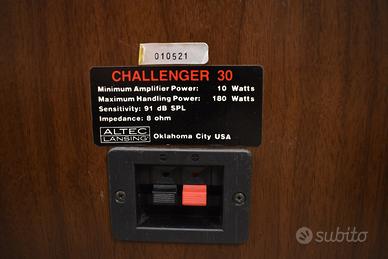 010521
CHALLENGER 30
Minimum Amplifier Power: 10 Watts
Maximum Handling Power: 180 Watts
Sensitivity: 91 dB SPL
Impedance: 8 ohm
ALTEC
LANSING® Oklahoma City USA
subito